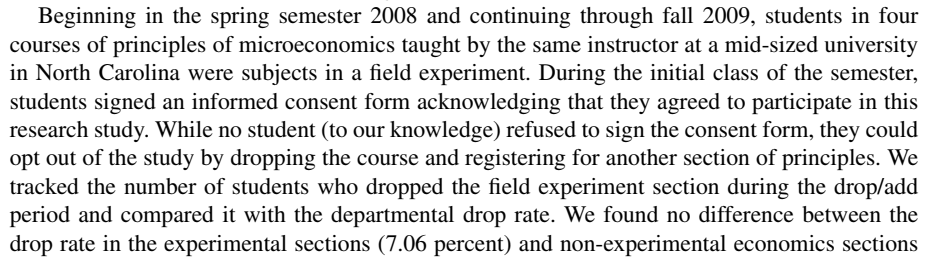 Beginning in the spring semester 2008 and continuing through fall 2009, students in four
courses of principles of microeconomics taught by the same instructor at a mid-sized university
in North Carolina were subjects in a field experiment. During the initial class of the semester,
students signed an informed consent form acknowledging that they agreed to participate in this
research study. While no student (to our knowledge) refused to sign the consent form, they could
opt out of the study by dropping the course and registering for another section of principles. We
tracked the number of students who dropped the field experiment section during the drop/add
period and compared it with the departmental drop rate. We found no difference between the
drop rate in the experimental sections (7.06 percent) and non-experimental economics sections